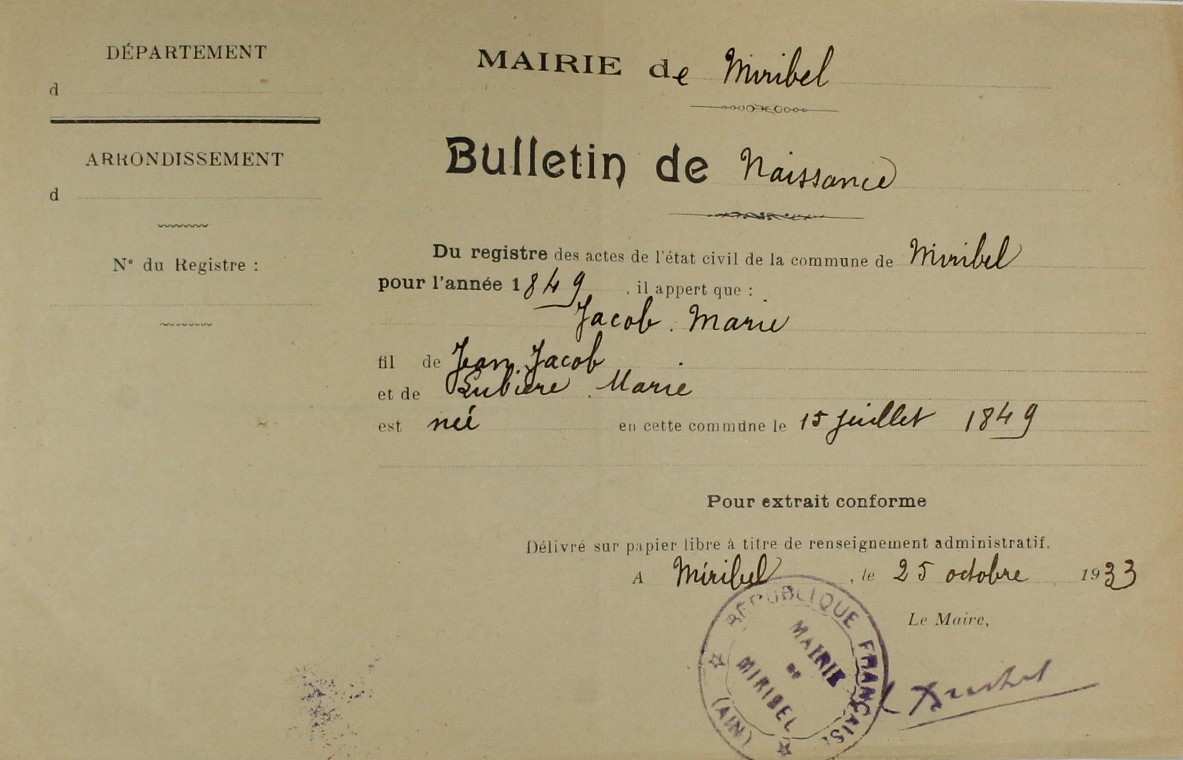 DÉPARTEMENT
d
ARRONDISSEMENT
d
N° du Registre :
MAIRIE de Miribel
Bulletin de Naissance
Du registre des actes de l'état civil de la commune de Miribel
pour l'année 1849, il appert que :
Jacob Marie
fil de Jean Jacob
et de Lubière Marie
est née en cette commune le 15 juillet 1849
Pour extrait conforme
Délivré sur papier libre à titre de renseignement administratif.
A Miribel, le 25 octobre 1933
Le Maire,
RÉPUBLIQUE FRANÇAISE
MAIRIE
DE
MIRIBEL
(AIN)